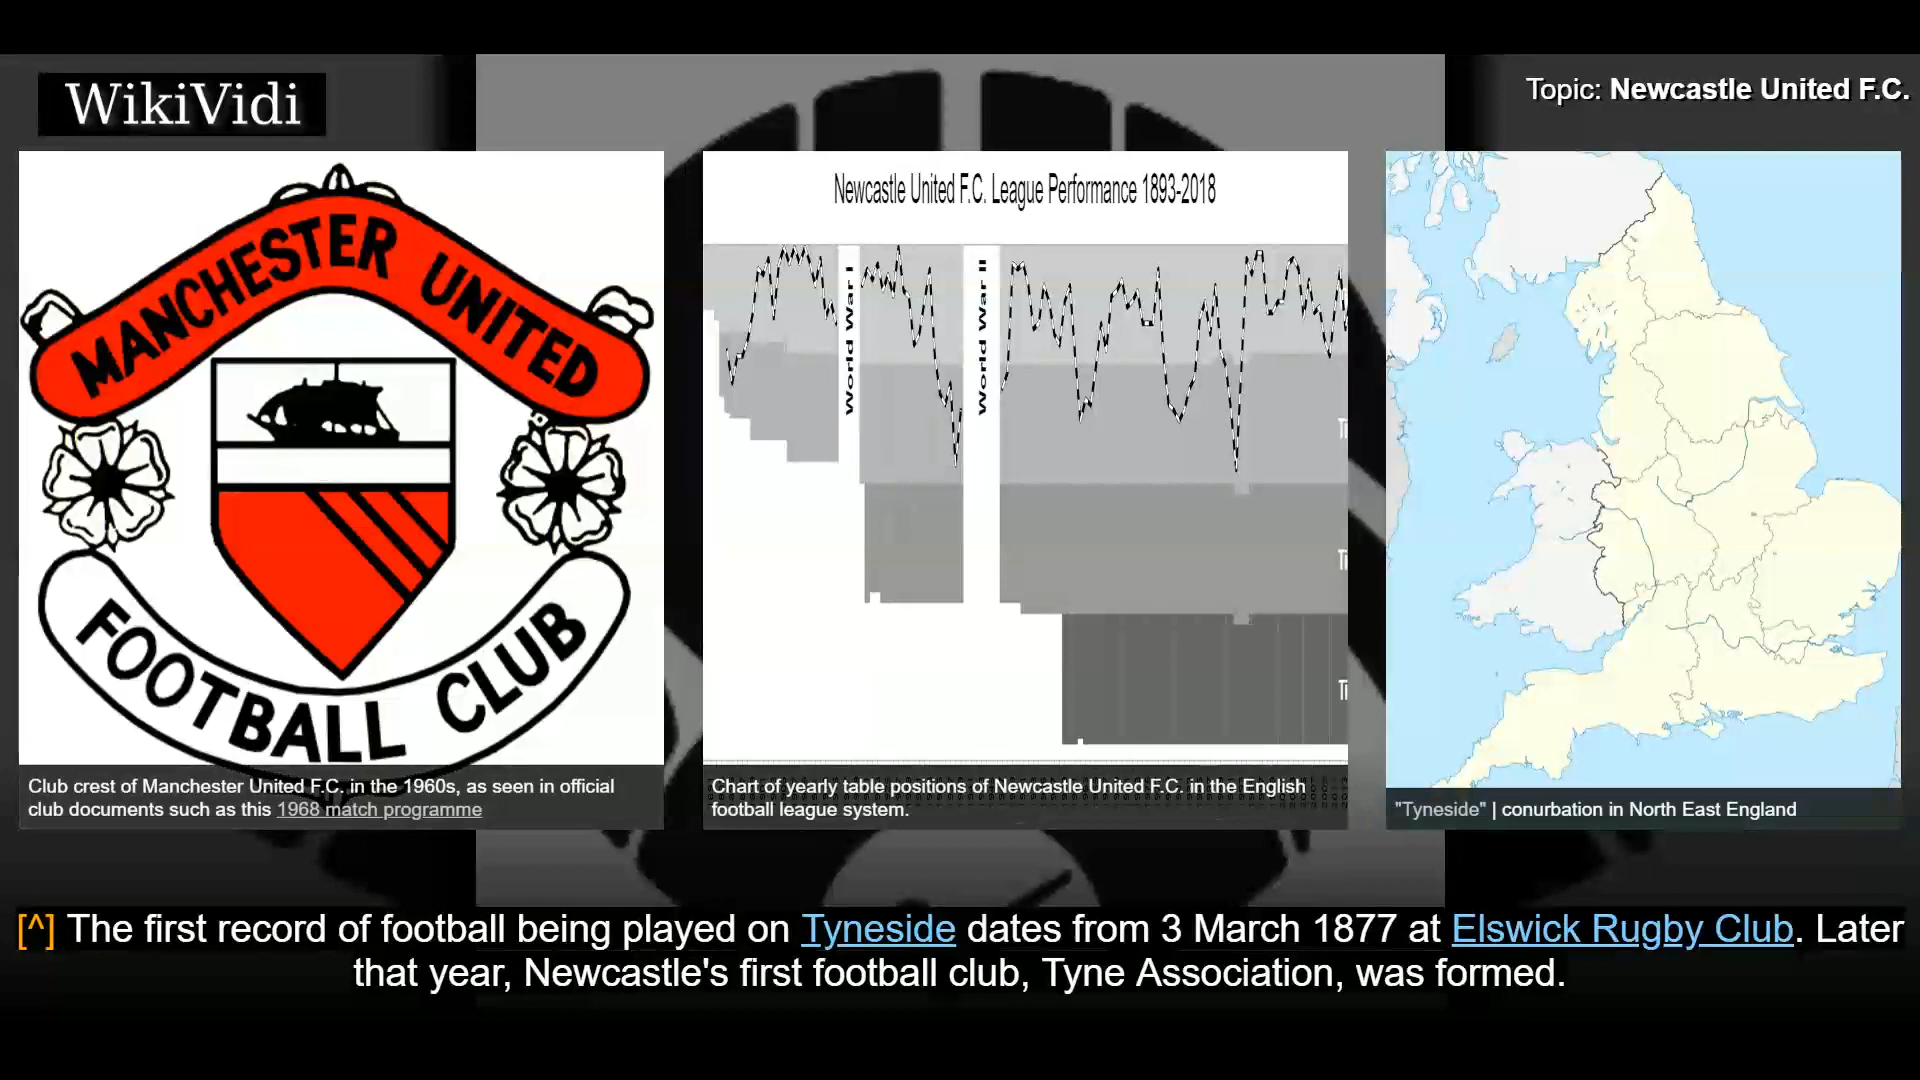 WikiVidi
Topic: Newcastle United F.C.
MANCHESTER UNITED
FOOTBALL CLUB
Club crest of Manchester United F.C. in the 1960s, as seen in official
club documents such as this 1968 match programme
Newcastle United F.C. League Performance 1893-2018
World War I
World War II
Chart of yearly table positions of Newcastle United F.C. in the English
football league system.
"Tyneside" | conurbation in North East England
[^] The first record of football being played on Tyneside dates from 3 March 1877 at Elswick Rugby Club. Later
that year, Newcastle's first football club, Tyne Association, was formed.